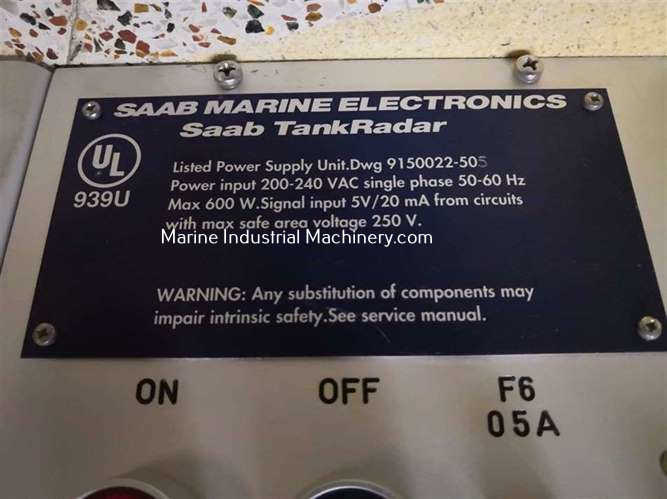 SAAB MARINE ELECTRONICS
Saab TankRadar
UL
939U
Listed Power Supply Unit.Dwg 9150022-505
Power input 200-240 VAC single phase 50-60 Hz
Max 600 W.Signal input 5V/20 mA from circuits
with max safe area voltage 250 V.
Marine Industrial Machinery.com
WARNING: Any substitution of components may
impair intrinsic safety.See service manual.
ON OFF F6
05A